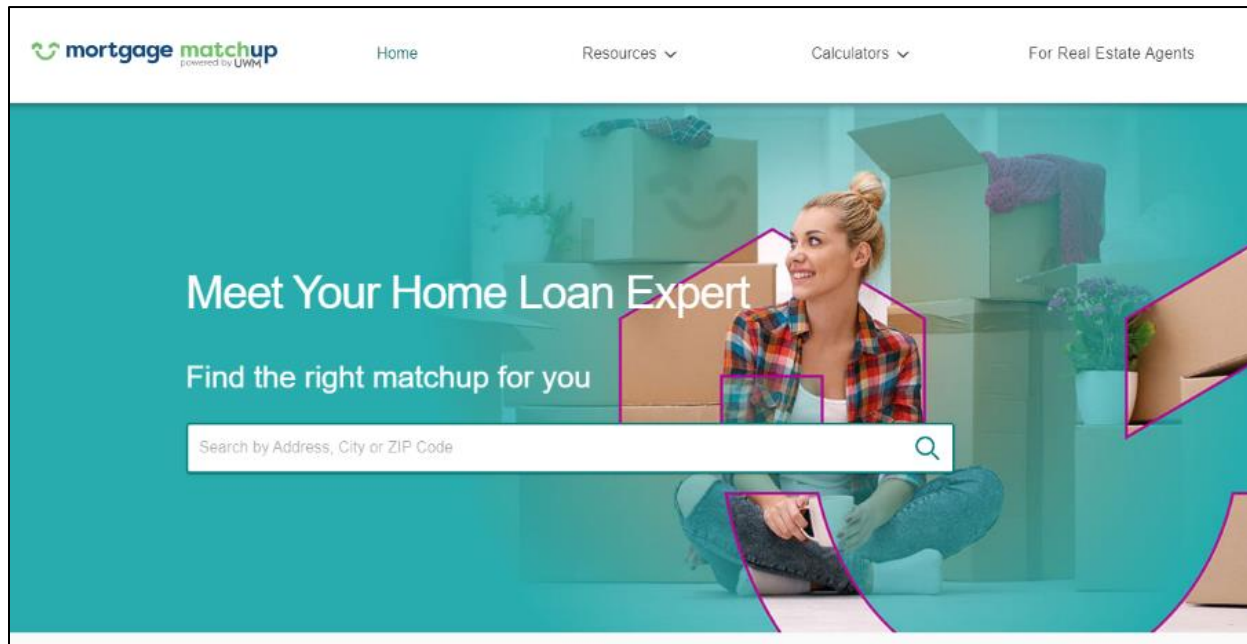 mortgage matchup
powered by UWM
Home
Resources
Calculators
For Real Estate Agents
Meet Your Home Loan Expert
Find the right matchup for you
Search by Address, City or ZIP Code